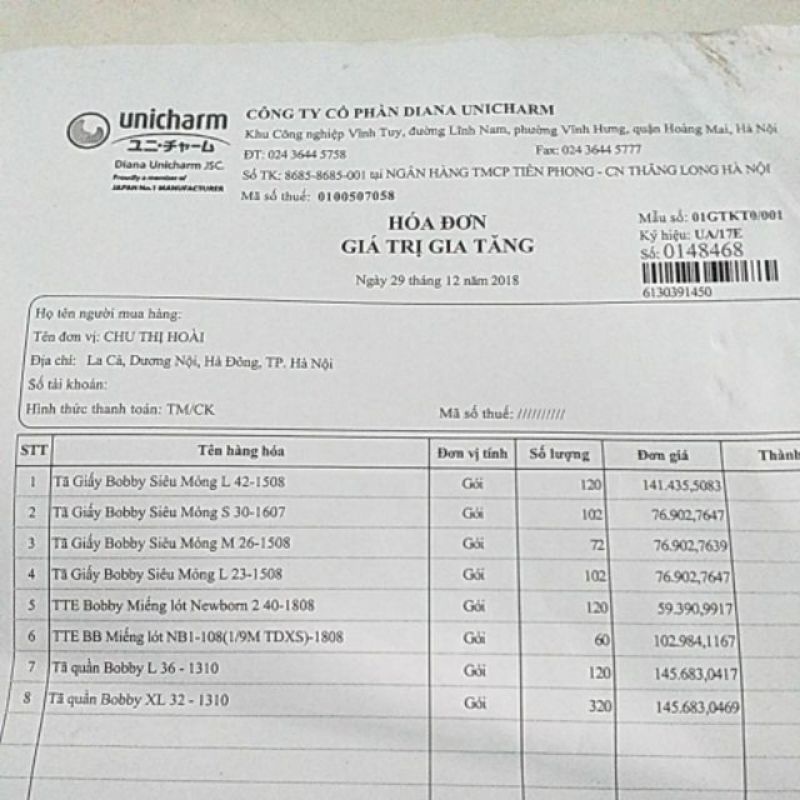 unicharm
ユニ・チャーム
Diana Unicharm JSC.
Proudly a member of
JAPAN No.1 MANUFACTURER
CÔNG TY CỔ PHẦN DIANA UNICHARM
Khu Công nghiệp Vĩnh Tuy, đường Lĩnh Nam, phường Vĩnh Hưng, quận Hoàng Mai, Hà Nội
ĐT: 024 3644 5758 Fax: 024 3644 5777
Số TK: 8685-8685-001 tại NGÂN HÀNG TMCP TIÊN PHONG - CN THĂNG LONG HÀ NỘI
Mã số thuế: 0100507058
HÓA ĐƠN
GIÁ TRỊ GIA TĂNG
Ngày 29 tháng 12 năm 2018
Mẫu số: 01GTKT0/001
Ký hiệu: UA/17E
Số: 0148468
6130391450
Họ tên người mua hàng:
Tên đơn vị: CHU THỊ HOÀI
Địa chỉ: La Cả, Dương Nội, Hà Đông, TP. Hà Nội
Số tài khoản:
Hình thức thanh toán: TM/CK Mã số thuế: //////////
STT Tên hàng hóa Đơn vị tính Số lượng Đơn giá Thành
1 Tã Giấy Bobby Siêu Mỏng L 42-1508 Gói 120 141.435,5083
2 Tã Giấy Bobby Siêu Mỏng S 30-1607 Gói 102 76.902,7647
3 Tã Giấy Bobby Siêu Mỏng M 26-1508 Gói 72 76.902,7639
4 Tã Giấy Bobby Siêu Mỏng L 23-1508 Gói 102 76.902,7647
5 TTE Bobby Miếng lót Newborn 2 40-1808 Gói 120 59.390,9917
6 TTE BB Miếng lót NB1-108(1/9M TDXS)-1808 Gói 60 102.984,1167
7 Tã quần Bobby L 36 - 1310 Gói 120 145.683,0417
8 Tã quần Bobby XL 32 - 1310 Gói 320 145.683,0469